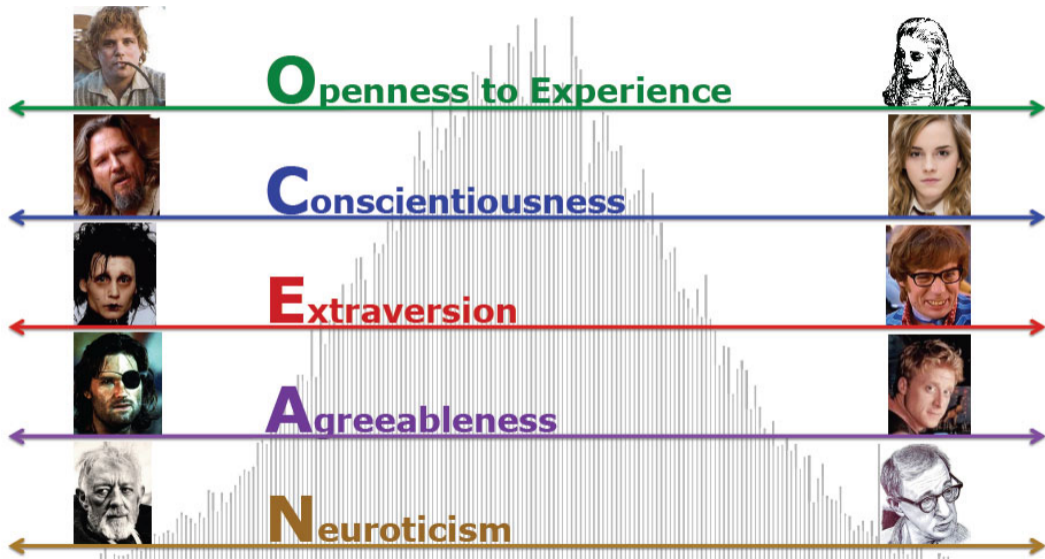 Openness to Experience
Conscientiousness
Extraversion
Agreeableness
Neuroticism